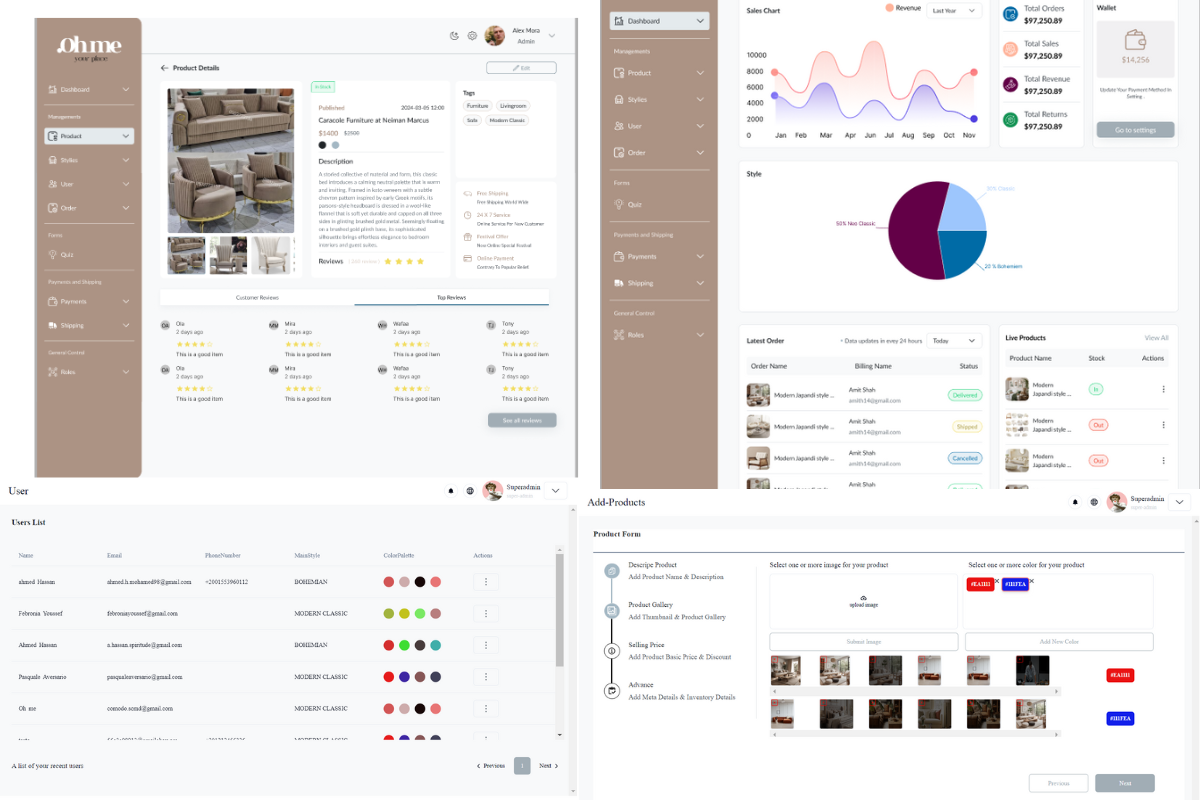 Ohme
your place
Dashboard
Managements
Product
Styles
User
Order
Forms
Quiz
Payments and Shipping
Payments
Shipping
General Control
Roles
Alex Mora
Admin
Product Details
Edit
In Stock
Published 2024-03-05 12:00
Caracole Furniture at Neiman Marcus
$1400 $2500
Description
A storied collective of material and form, this classic
bed introduces a calming neutral palette that is warm
and inviting. Framed in koto veneers with a subtle
chevron pattern inspired by early Greek motifs, its
parsons-style headboard is dressed in a wool-like
flannel that is soft yet durable and capped on all three
sides in glinting brushed gold metal. Seemingly floating
on a brushed gold plinth base, its sophisticated
silhouette brings effortless elegance to bedroom
interiors and guest suites.
Reviews
Tags
Furniture Livingroom
Sofa Modern Classic
Free Shipping
Free Shipping World Wide
24 X 7 Service
Online Service For New Customer
Festival Offer
New Online Special Festival
Online Payment
Contrary To Popular Belief
Customer Reviews Top Reviews
OA Ola MM Mira WH Wafaa TJ Tony
2 days ago 2 days ago 2 days ago 2 days ago
This is a good item This is a good item This is a good item This is a good item
OA Ola MM Mira WH Wafaa TJ Tony
2 days ago 2 days ago 2 days ago 2 days ago
This is a good item This is a good item This is a good item This is a good item
See all reviews
Dashboard
Managements
Product
Styles
User
Order
Forms
Quiz
Payments and Shipping
Payments
Shipping
General Control
Roles
Sales Chart
Revenue Last Year
10000
8000
6000
4000
2000
0
Jan Feb Mar Apr Jun Jul Aug Sep Oct Nov
Total Orders
$97,250.89
Total Sales
$97,250.89
Total Revenue
$97,250.89
Total Returns
$97,250.89
Wallet
$14,256
Update Your Payment Method in
Setting
Go to settings
Style
50% Neo Classic
30% Classic
20 % Bohemien
Latest Order
• Data updates in evey 24 hours Today
Order Name Billing Name Status
Modern Japandi style ... Amit Shah
amith14@gmail.com Delivered
Modern Japandi style ... Amit Shah
amith14@gmail.com Shipped
Modern Japandi style ... Amit Shah
amith14@gmail.com Cancelled
Modern Japandi style ... Amit Shah
Live Products View All
Product Name Stock Actions
Modern
Japandi style ... In
Modern
Japandi style ... Out
Modern
Japandi style ... Out
Modern
User
Superadmin
Users List
Name Email PhoneNumber MainStyle ColorPalette Actions
ahmed Hassan ahmed.h.mohamed98@gmail.com +2001553960112 BOHEMIAN
Febronia Youssef febroniayoussef@gmail.com MODERN CLASSIC
Ahmed Hassan a.hassan.spiritude@gmail.com BOHEMIAN
Pasquale Aversano pasqualeaversano@gmail.com MODERN CLASSIC
Oh me comode.scmd@gmail.com MODERN CLASSIC
MODERN CLASSIC
A list of your recent users
Previous 1 Next
Add-Products
Superadmin
Product Form
Descripe Product
Add Product Name & Description
Product Gallery
Add Thumbnail & Product Gallery
Selling Price
Add Product Basic Price & Discount
Advance
Add Meta Details & Inventory Details
Select one or more image for your product
upload image
Submit Image
Select one or more color for your product
#EA1111 #1111EA
Add New Color
#EA1111
#1111EA
Previous Next